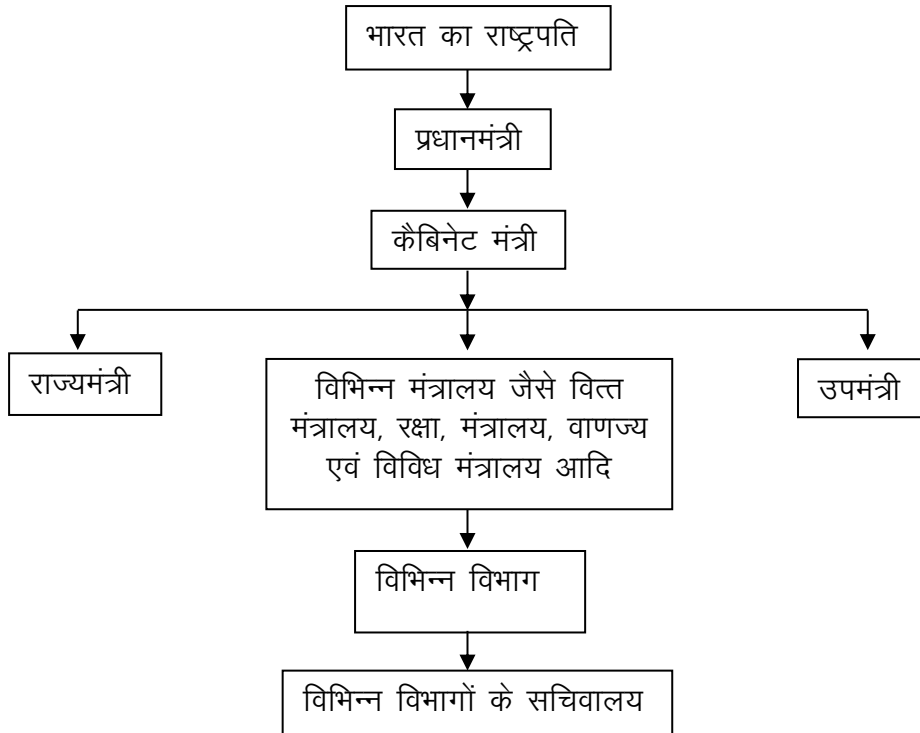 भारत का राष्ट्रपति
प्रधानमंत्री
कैबिनेट मंत्री
राज्यमंत्री
विभिन्न मंत्रालय जैसे वित्त
मंत्रालय, रक्षा, मंत्रालय, वाणज्य
एवं विविध मंत्रालय आदि
उपमंत्री
विभिन्न विभाग
विभिन्न विभागों के सचिवालय